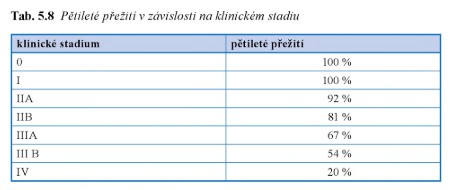 Tab. 5.8 Pětileté přežití v závislosti na klinickém stadiu
klinické stadium pětileté přežití
0 100 %
I 100 %
IIA 92 %
IIB 81 %
IIIA 67 %
III B 54 %
IV 20 %